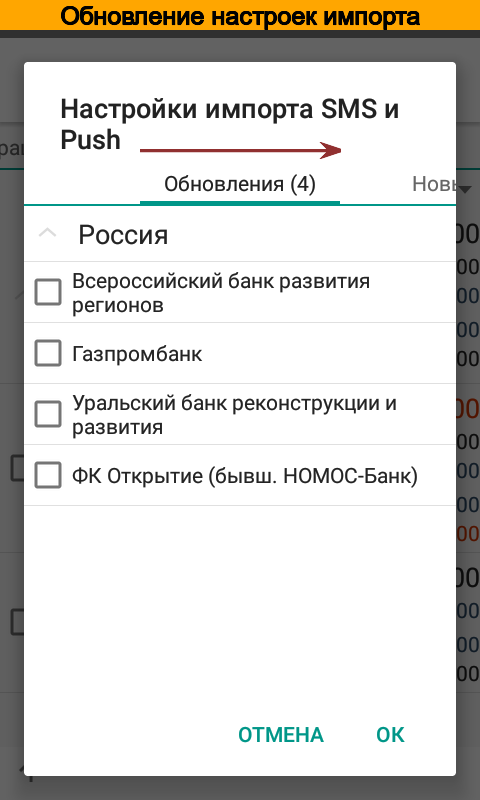 Обновление настроек импорта
Настройки импорта SMS и
Push
Обновления (4)
Новы
Россия
Всероссийский банк развития
регионов
Газпромбанк
Уральский банк реконструкции и
развития
ФК Открытие (бывш. НОМОС-Банк)
ОТМЕНА
ОК